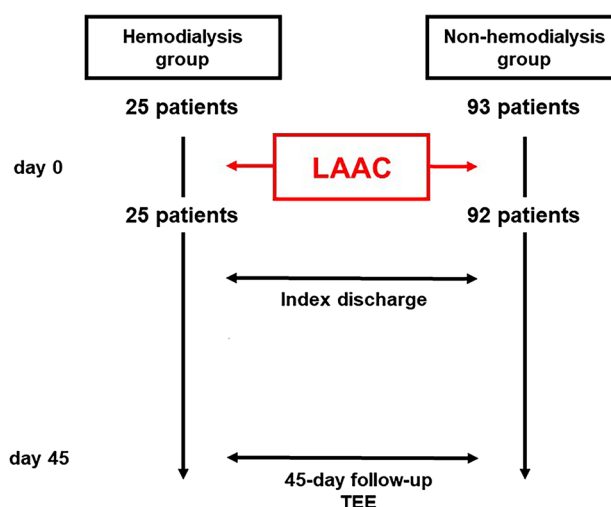 Hemodialysis
group
Non-hemodialysis
group
25 patients
93 patients
day 0
LAAC
25 patients
92 patients
Index discharge
day 45
45-day follow-up
TEE